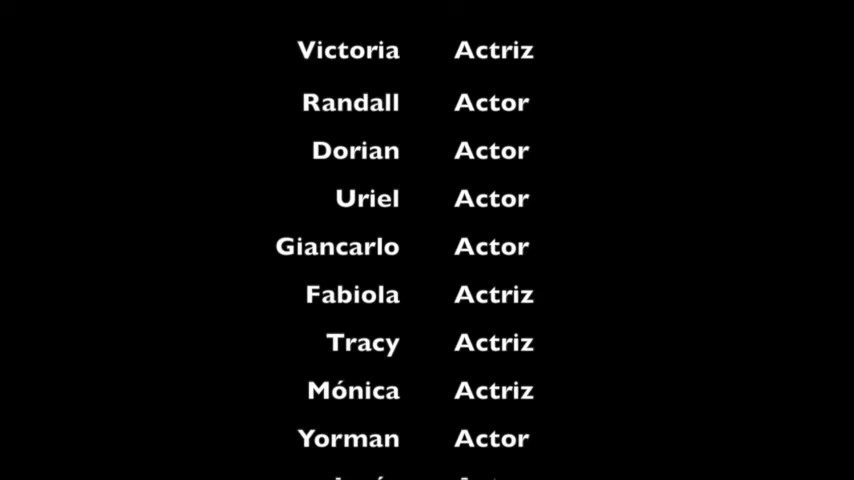 Victoria Actriz
Randall Actor
Dorian Actor
Uriel Actor
Giancarlo Actor
Fabiola Actriz
Tracy Actriz
Mónica Actriz
Yorman Actor